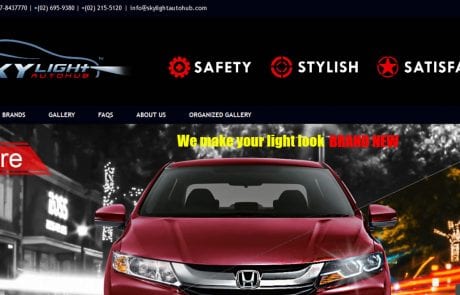 7-8437770 | +(02) 695-9380 | +(02) 215-5120 | Info@skylightautohub.com
KYLIGHT
AUTOHUB
SAFETY STYLISH SATISFA
BRANDS GALLERY FAQS ABOUT US ORGANIZED GALLERY
We make your light look BRAND NEW
re